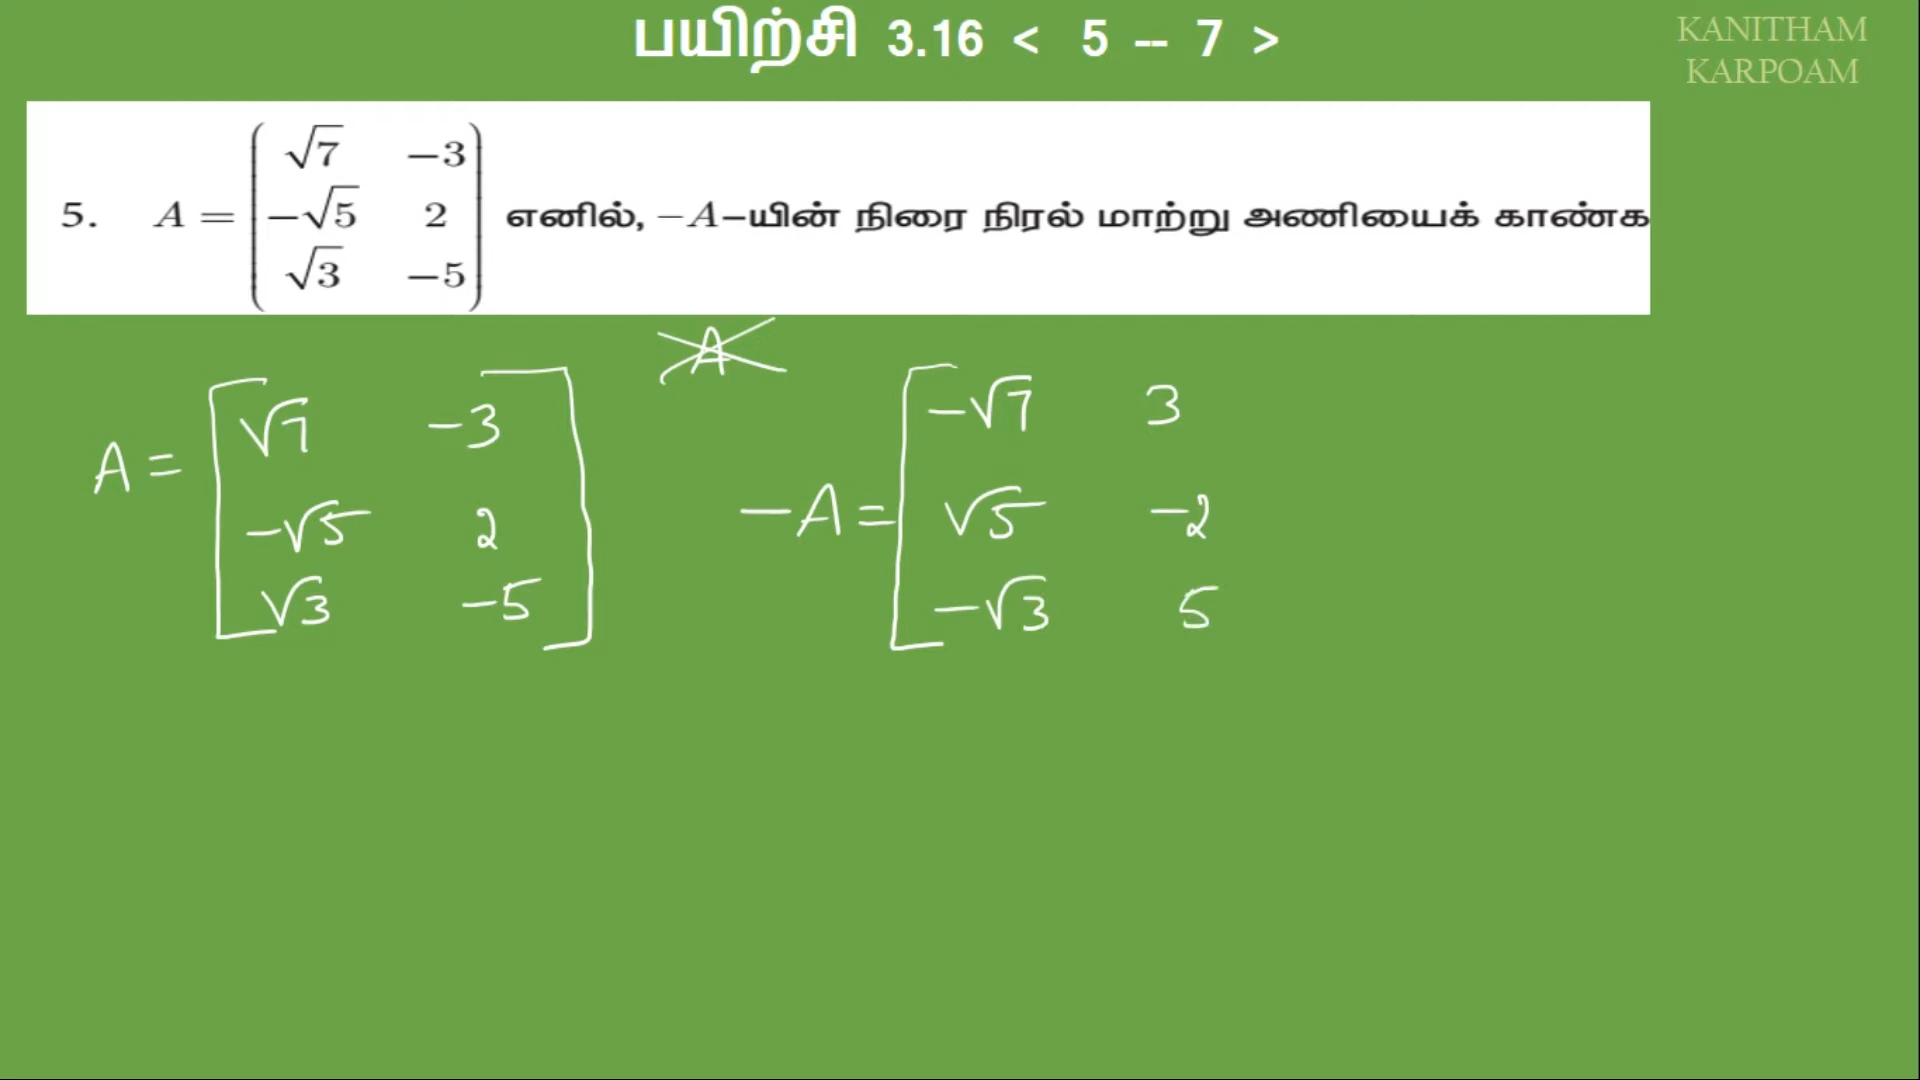 பயிற்சி 3.16 < 5 -- 7 >
KANITHAM
KARPOAM
√7 -3
5. A = -√5 2 எனில், -A-யின் நிரை நிரல் மாற்று அணியைக் காண்க
√3 -5
A
√7 -3
A = -√5 2
√3 -5
-√7 3
-A = √5 -2
-√3 5